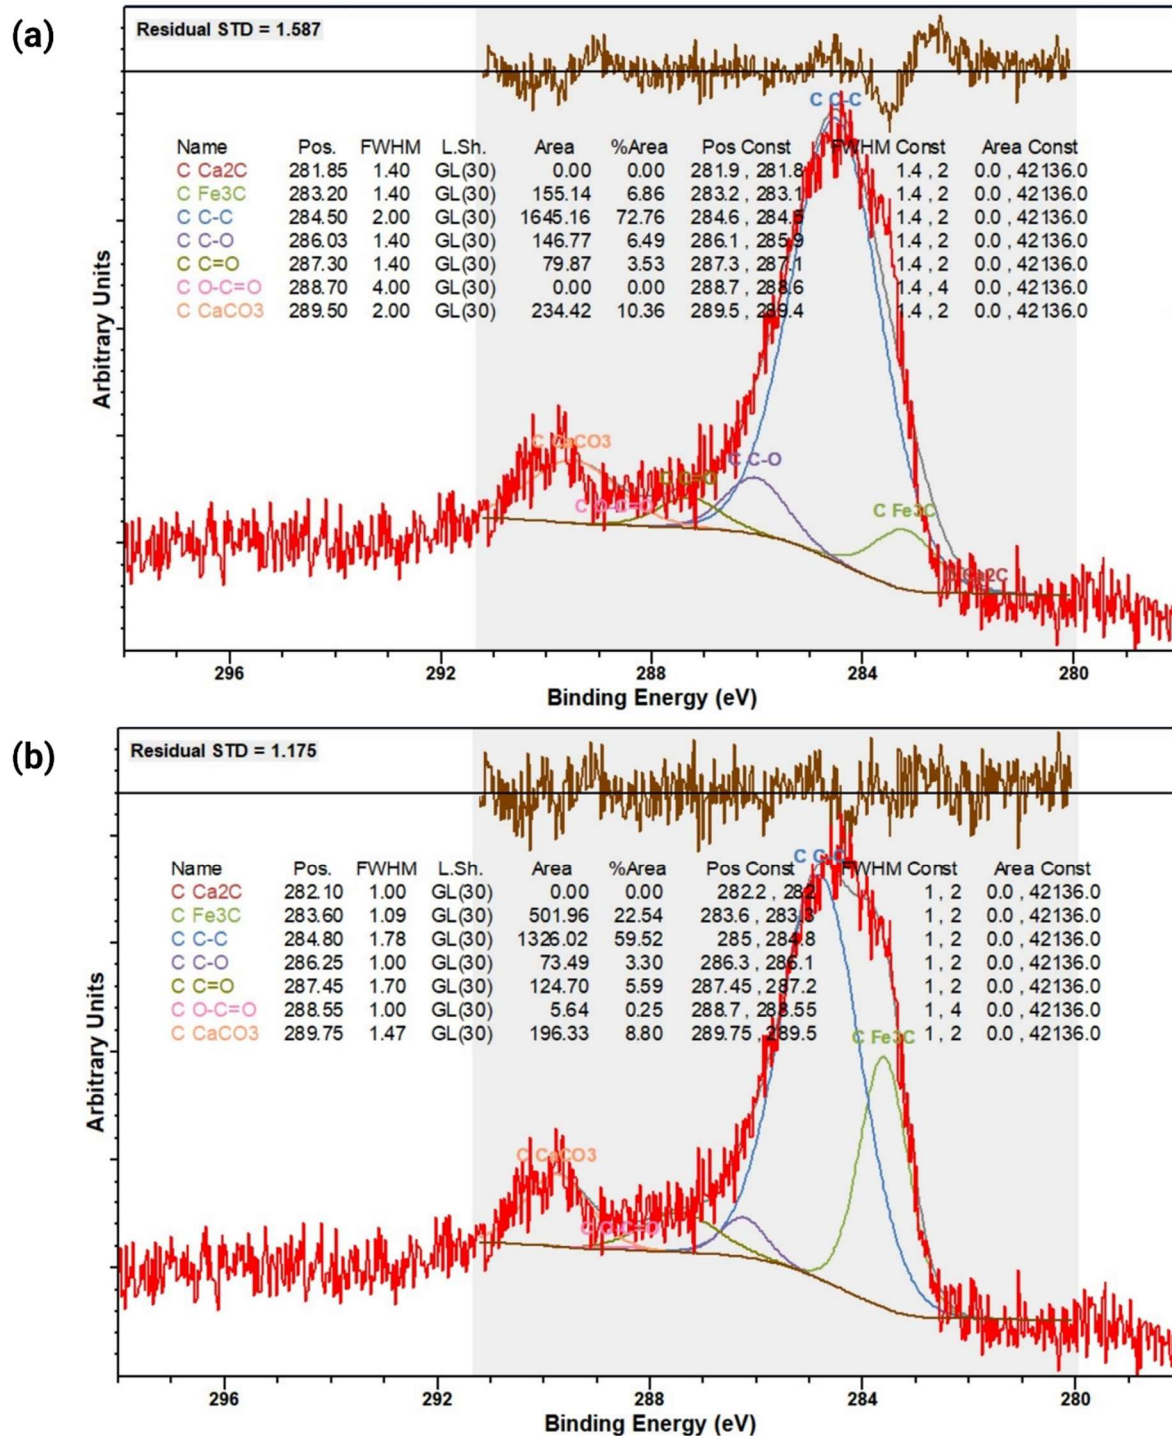 (a)
Residual STD = 1.587
C C-C
Name Pos. FWHM L.Sh. Area %Area Pos Const FWHM Const Area Const
C Ca2C 281.85 1.40 GL(30) 0.00 0.00 281.9 , 281.8 1.4 , 2 0.0 , 42136.0
C Fe3C 283.20 1.40 GL(30) 155.14 6.86 283.2 , 283.1 1.4 , 2 0.0 , 42136.0
C C-C 284.50 2.00 GL(30) 1645.16 72.76 284.6 , 284.5 1.4 , 2 0.0 , 42136.0
C C-O 286.03 1.40 GL(30) 146.77 6.49 286.1 , 285.9 1.4 , 2 0.0 , 42136.0
C C=O 287.30 1.40 GL(30) 79.87 3.53 287.3 , 287.1 1.4 , 2 0.0 , 42136.0
C O-C=O 288.70 4.00 GL(30) 0.00 0.00 288.7 , 288.6 1.4 , 4 0.0 , 42136.0
C CaCO3 289.50 2.00 GL(30) 234.42 10.36 289.5 , 289.4 1.4 , 2 0.0 , 42136.0
C CaCO3
C C-O
C C=O
C O-C=O
C Fe3C
C Ca2C
Arbitrary Units
296 292 288 284 280
Binding Energy (eV)
(b)
Residual STD = 1.175
C C-C
Name Pos. FWHM L.Sh. Area %Area Pos Const FWHM Const Area Const
C Ca2C 282.10 1.00 GL(30) 0.00 0.00 282.2 , 282 1 , 2 0.0 , 42136.0
C Fe3C 283.60 1.09 GL(30) 501.96 22.54 283.6 , 283.3 1 , 2 0.0 , 42136.0
C C-C 284.80 1.78 GL(30) 1326.02 59.52 285 , 284.8 1 , 2 0.0 , 42136.0
C C-O 286.25 1.00 GL(30) 73.49 3.30 286.3 , 286.1 1 , 2 0.0 , 42136.0
C C=O 287.45 1.70 GL(30) 124.70 5.59 287.45 , 287.2 1 , 2 0.0 , 42136.0
C O-C=O 288.55 1.00 GL(30) 5.64 0.25 288.7 , 288.55 1 , 4 0.0 , 42136.0
C CaCO3 289.75 1.47 GL(30) 196.33 8.80 289.75 , 289.5 1 , 2 0.0 , 42136.0
C Fe3C
C CaCO3
C O-C=O
Arbitrary Units
296 292 288 284 280
Binding Energy (eV)